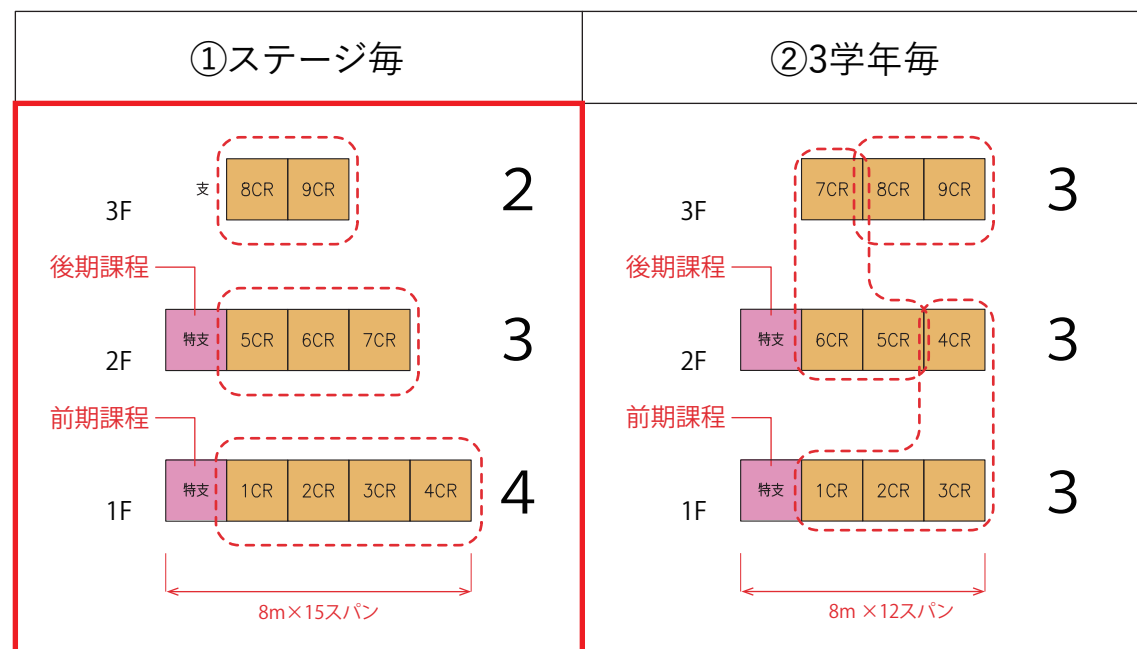 ①ステージ毎
②3学年毎
支 8CR 9CR
3F
2
後期課程
特支 5CR 6CR 7CR
2F
3
前期課程
特支 1CR 2CR 3CR 4CR
1F
4
8m×15スパン
7CR 8CR 9CR
3F
3
後期課程
特支 6CR 5CR 4CR
2F
3
前期課程
特支 1CR 2CR 3CR
1F
3
8m ×12スパン